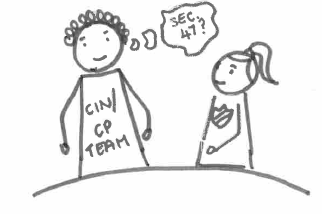 SEC.
47?
CIN/
CP
TEAM